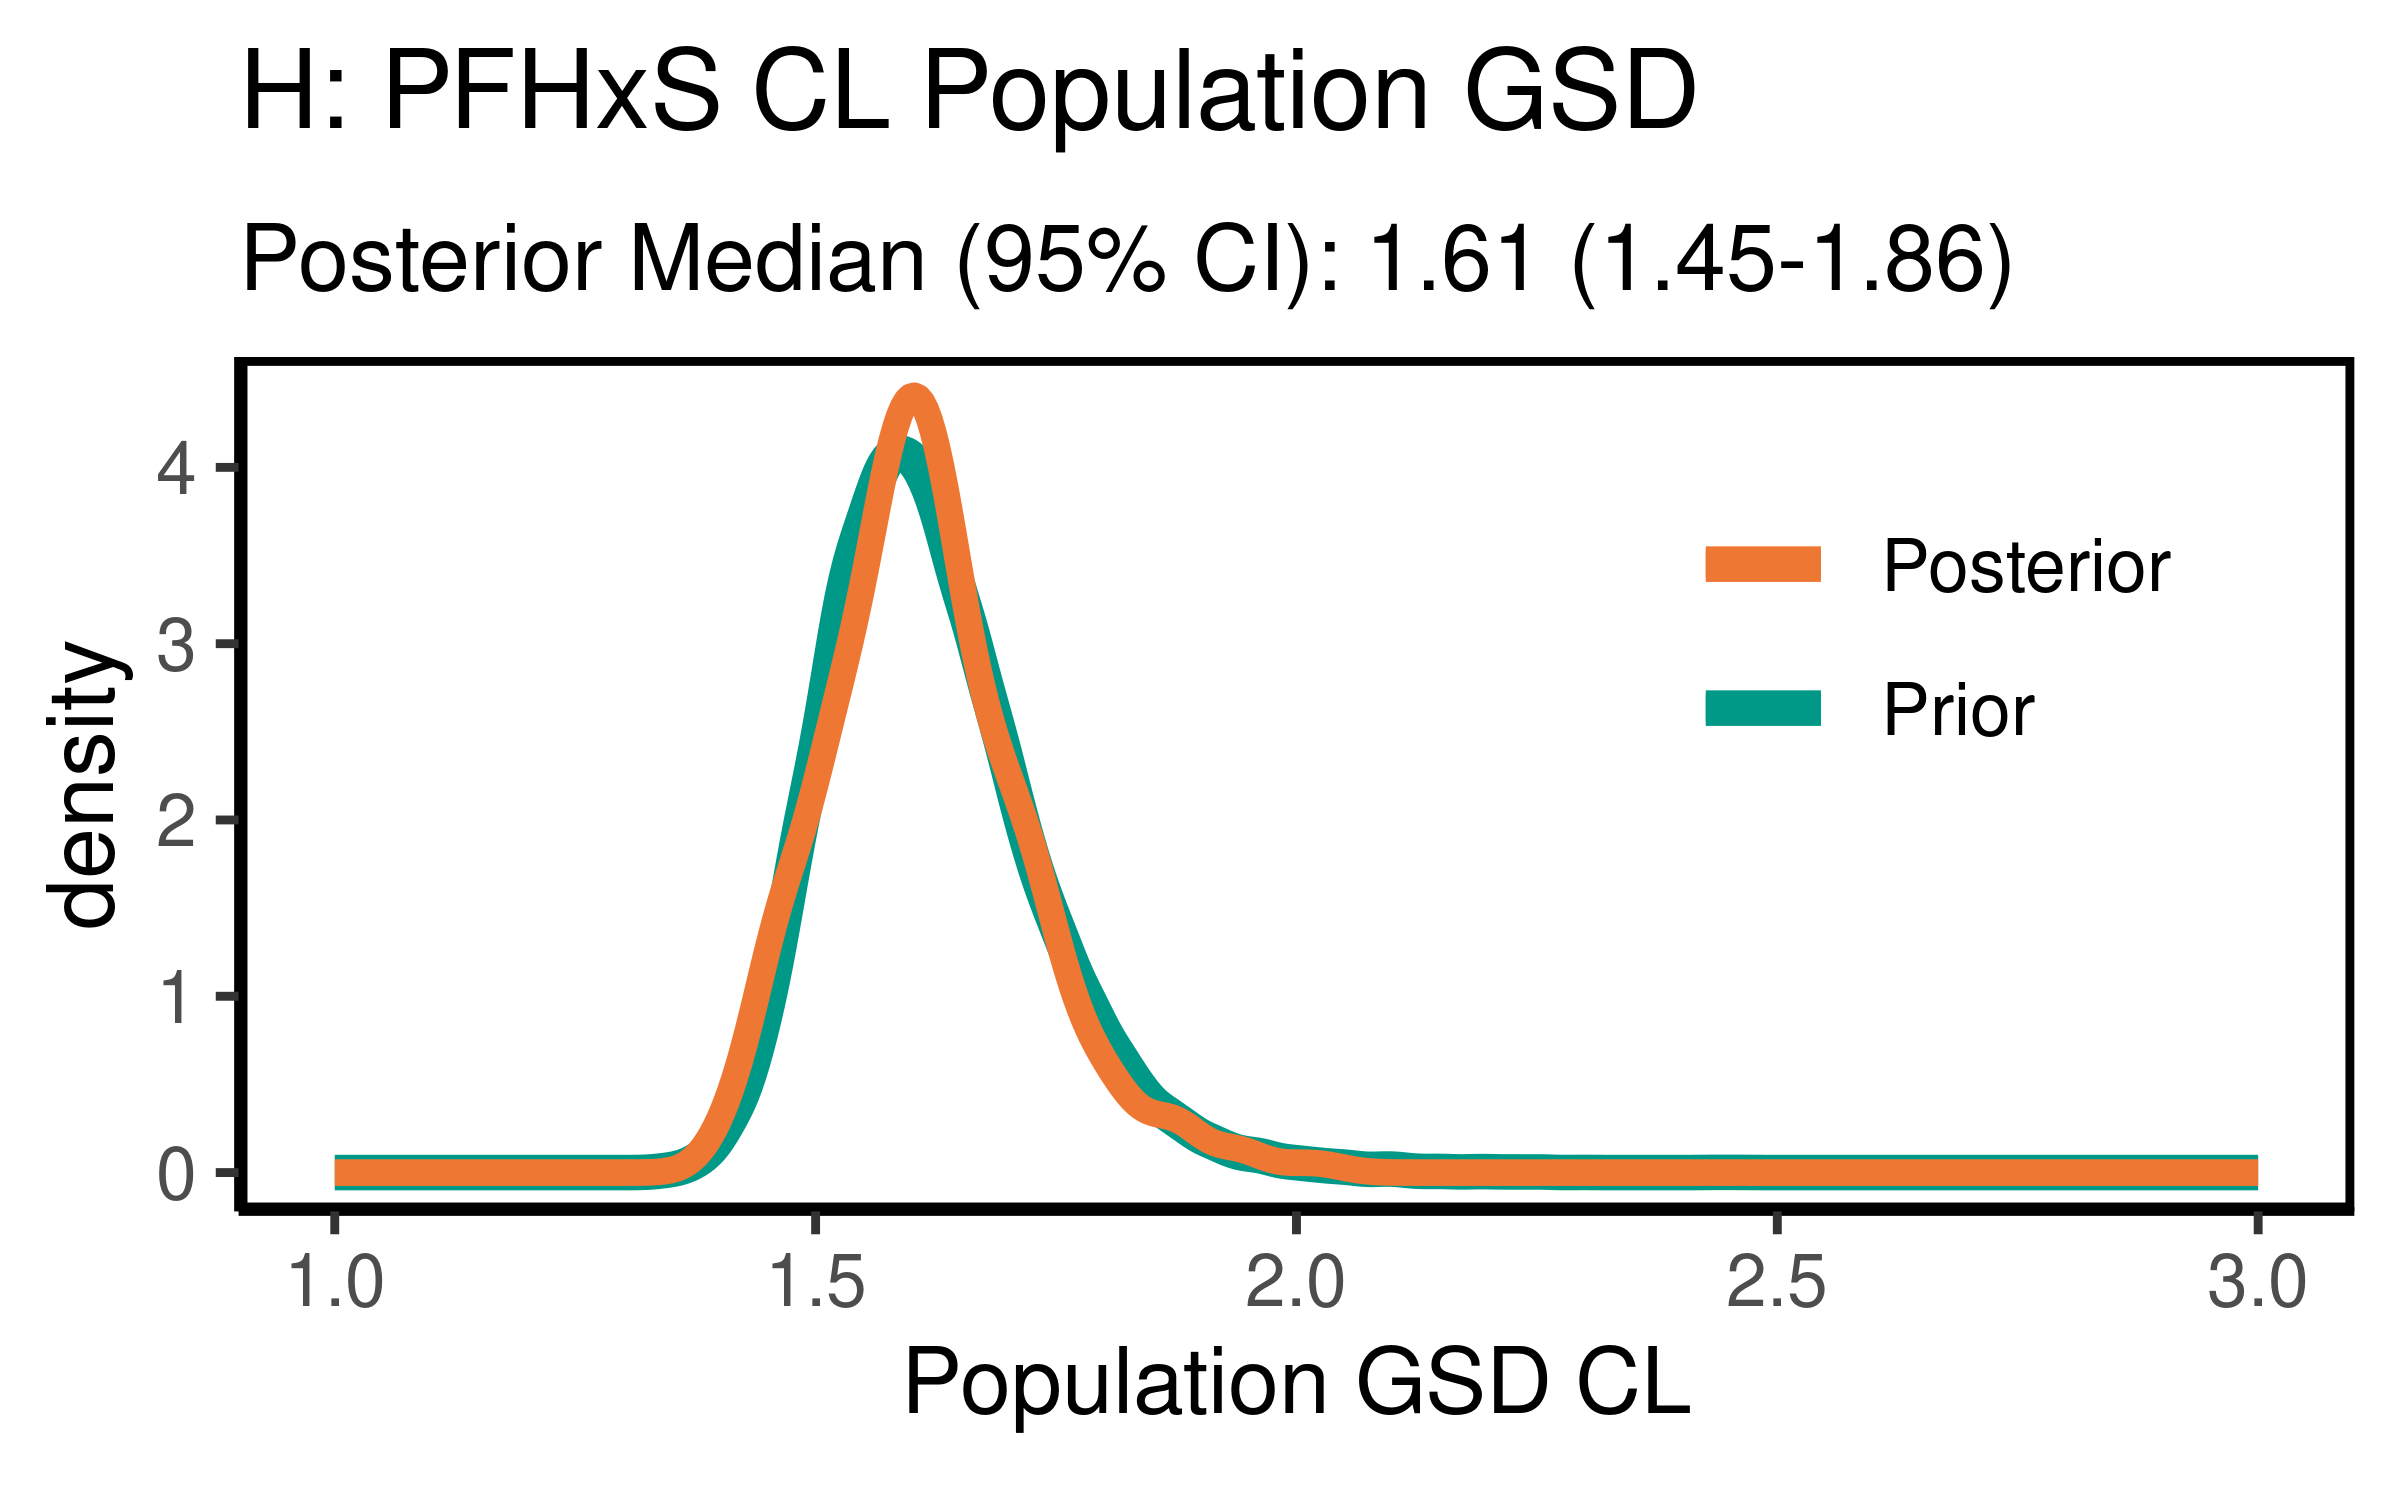 H: PFHxS CL Population GSD
Posterior Median (95% CI): 1.61 (1.45-1.86)
density
4
3
2
1
0
Posterior
Prior
1.0 1.5 2.0 2.5 3.0
Population GSD CL